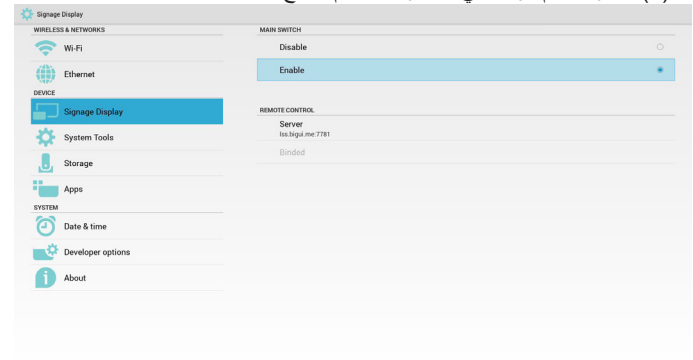 Signage Display
WIRELESS & NETWORKS
Wi-Fi
Ethernet
DEVICE
Signage Display
System Tools
Storage
Apps
SYSTEM
Date & time
Developer options
About
MAIN SWITCH
Disable
Enable
REMOTE CONTROL
Server
lss.bigui.me:7781
Binded